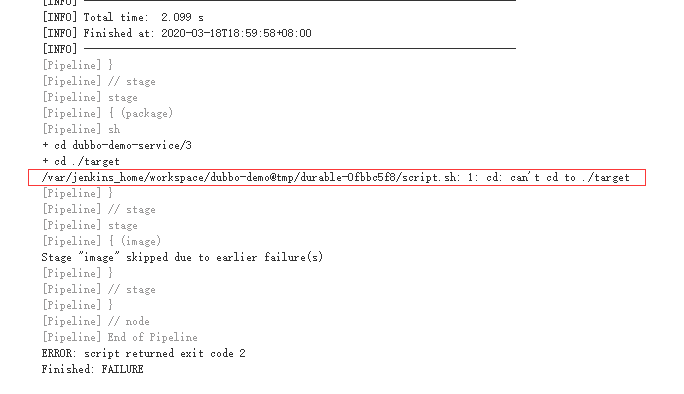 [INFO] Total time:  2.099 s
[INFO] Finished at: 2020-03-18T18:59:58+08:00
[INFO] ------------------------------------------------------------------------
[Pipeline] }
[Pipeline] // stage
[Pipeline] stage
[Pipeline] { (package)
[Pipeline] sh
+ cd dubbo-demo-service/3
+ cd ./target
/var/jenkins_home/workspace/dubbo-demo@tmp/durable-0fbbc5f8/script.sh: 1: cd: can't cd to ./target
[Pipeline] }
[Pipeline] // stage
[Pipeline] stage
[Pipeline] { (image)
Stage "image" skipped due to earlier failure(s)
[Pipeline] }
[Pipeline] // stage
[Pipeline] }
[Pipeline] // node
[Pipeline] End of Pipeline
ERROR: script returned exit code 2
Finished: FAILURE